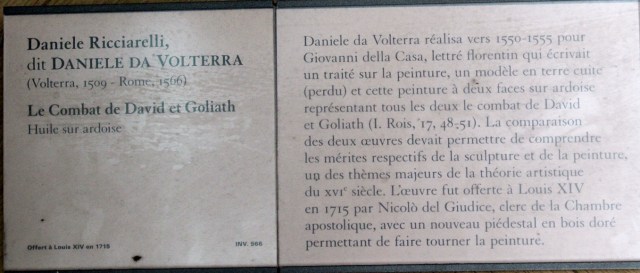 Daniele Ricciarelli,
dit DANIELE DA VOLTERRA
(Volterra, 1509 - Rome, 1566)
Le Combat de David et Goliath
Huile sur ardoise
Offert à Louis XIV en 1715
INV. 566
Daniele da Volterra réalisa vers 1550-1555 pour
Giovanni della Casa, lettré florentin qui écrivait
un traité sur la peinture, un modèle en terre cuite
(perdu) et cette peinture à deux faces sur ardoise
représentant tous les deux le combat de David
et Goliath (I. Rois, 17, 48-51). La comparaison
des deux œuvres devait permettre de comprendre
les mérites respectifs de la sculpture et de la peinture,
un des thèmes majeurs de la théorie artistique
du XVIe siècle. L'œuvre fut offerte à Louis XIV
en 1715 par Nicolò del Giudice, clerc de la Chambre
apostolique, avec un nouveau piédestal en bois doré
permettant de faire tourner la peinture.